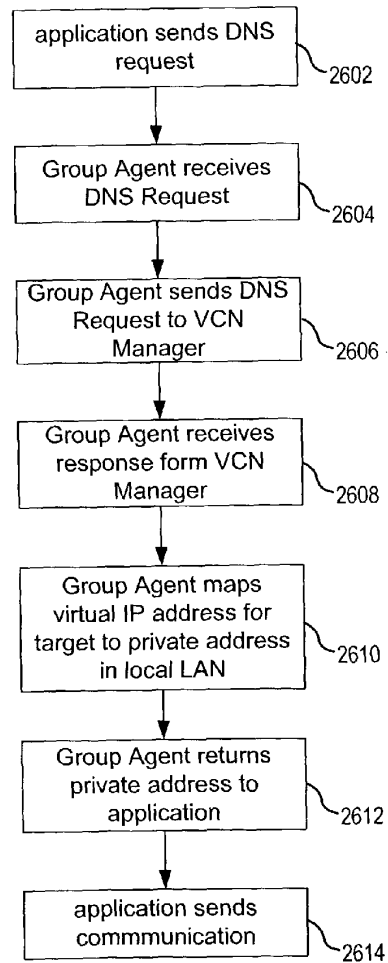 application sends DNS
request
2602
Group Agent receives
DNS Request
2604
Group Agent sends DNS
Request to VCN
Manager
2606
Group Agent receives
response form VCN
Manager
2608
Group Agent maps
virtual IP address for
target to private address
in local LAN
2610
Group Agent returns
private address to
application
2612
application sends
commmunication
2614